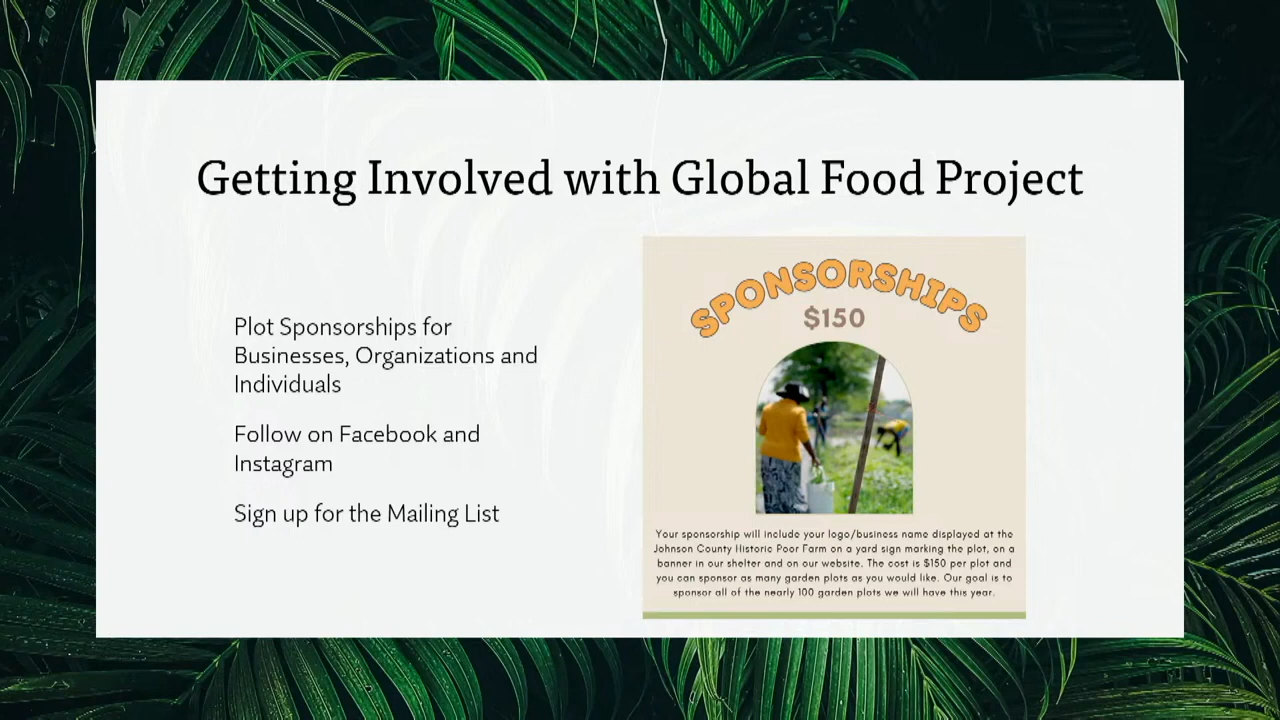 Getting Involved with Global Food Project
Plot Sponsorships for
Businesses, Organizations and
Individuals
Follow on Facebook and
Instagram
Sign up for the Mailing List
SPONSORSHIPS
$150
Your sponsorship will include your logo/business name displayed at the
Johnson County Historic Poor Farm on a yard sign marking the plot, on a
banner in our shelter and on our website. The cost is $150 per plot and
you can sponsor as many garden plots as you would like. Our goal is to
sponsor all of the nearly 100 garden plots we will have this year.